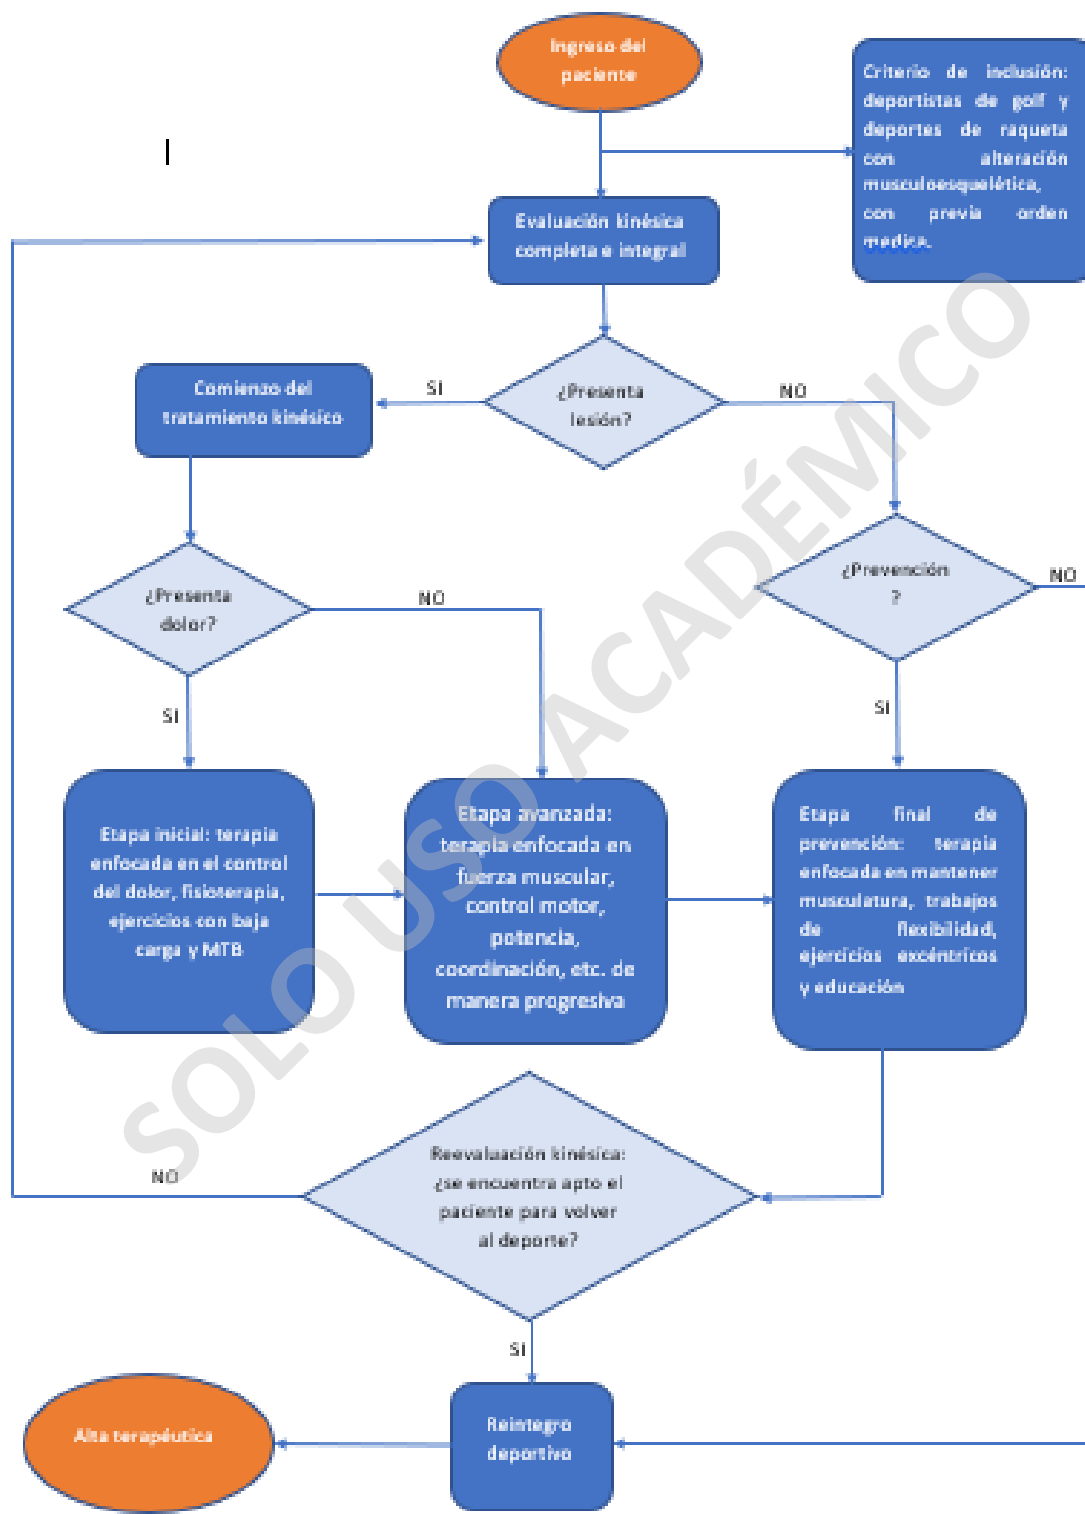 Ingreso del
paciente
Criterio de inclusión:
deportistas de golf y
deportes de raqueta
con alteración
musculoesquelética,
con previa orden
medica.
Evaluación kinésica
completa e integral
¿Presenta
lesión?
Si
NO
Comienzo del
tratamiento kinésico
¿Presenta
dolor?
NO
Si
¿Prevención
?
NO
Si
Etapa inicial: terapia
enfocada en el control
del dolor, fisioterapia,
ejercicios con baja
carga y MTB
Etapa avanzada:
terapia enfocada en
fuerza muscular,
control motor,
potencia,
coordinación, etc. de
manera progresiva
Etapa final de
prevención: terapia
enfocada en mantener
musculatura, trabajos
de flexibilidad,
ejercicios excéntricos
y educación
Reevaluación kinésica:
¿se encuentra apto el
paciente para volver
al deporte?
NO
Si
Reintegro
deportivo
Alta terapéutica
SOLO USO ACADÉMICO